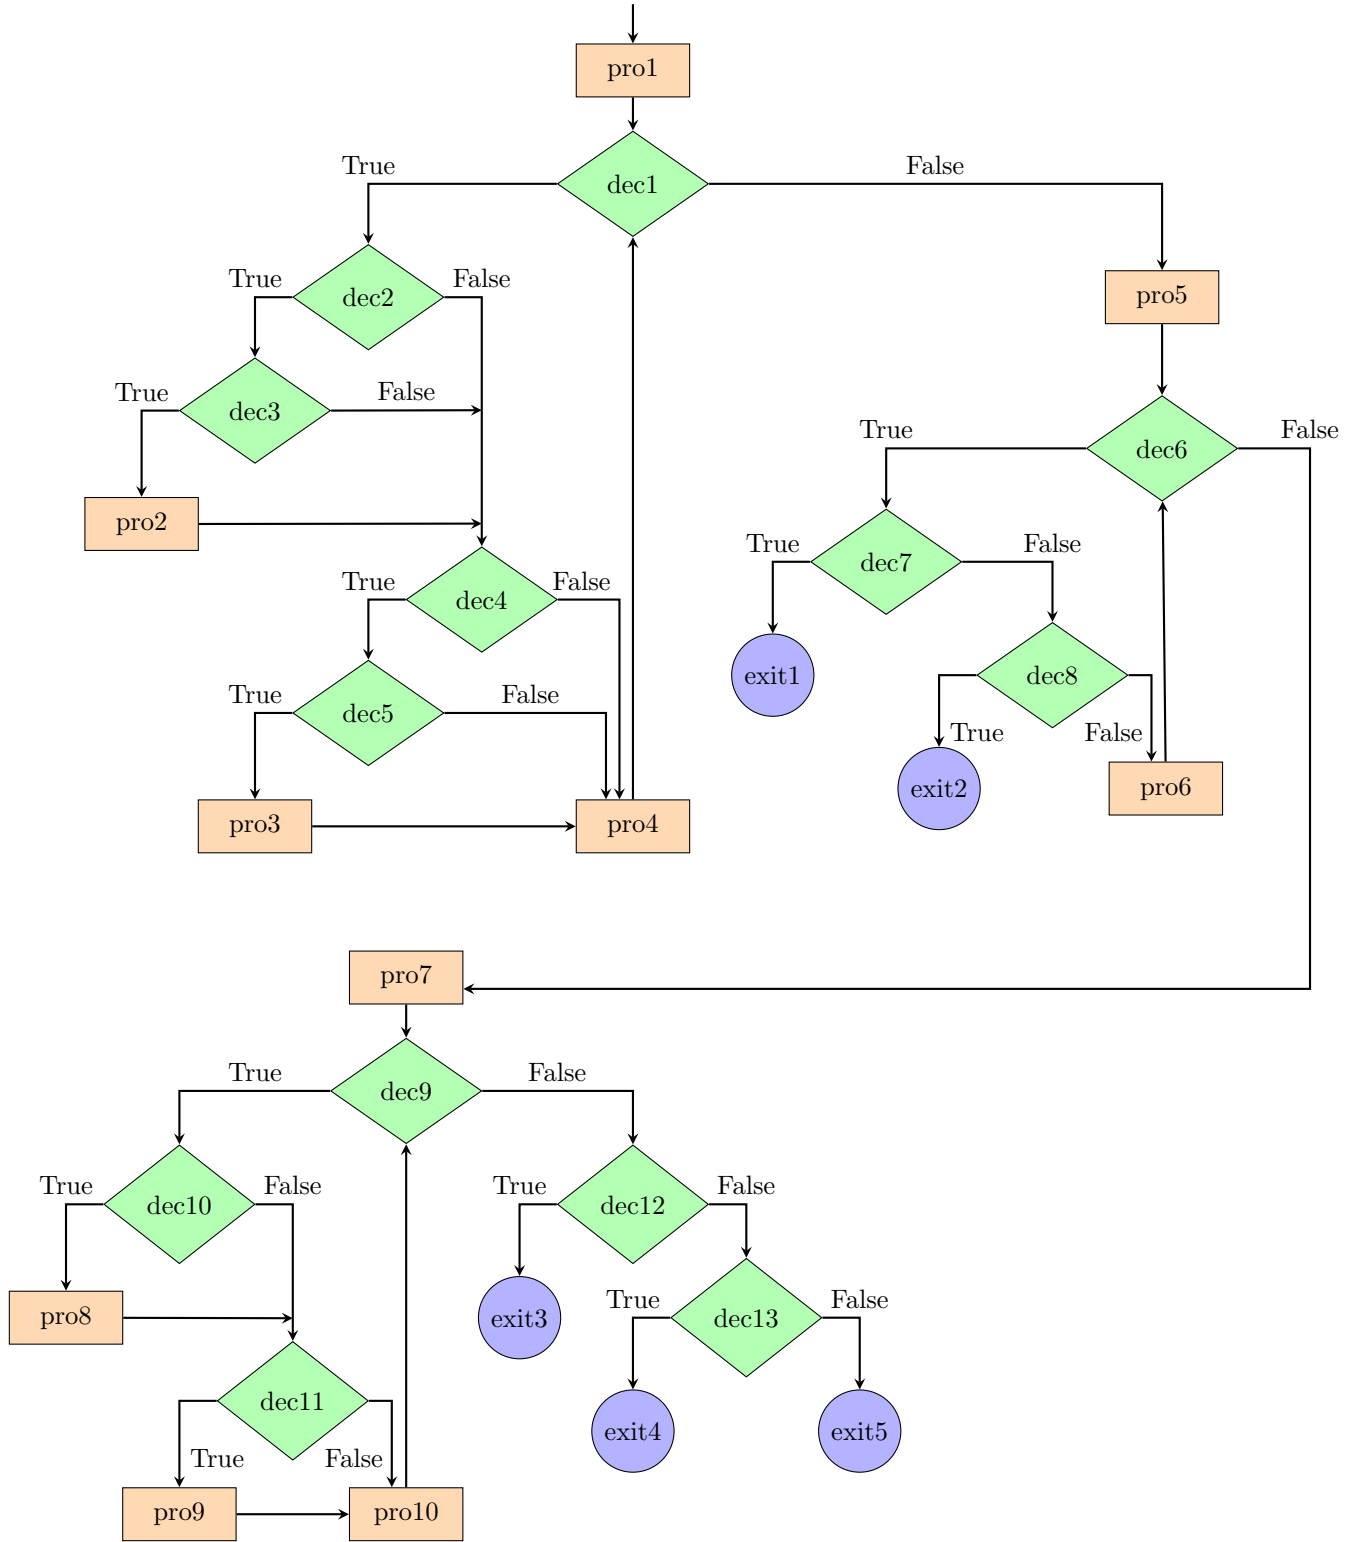 pro1
dec1
True
False
dec2
True
False
pro5
dec3
True
False
dec6
True
False
pro2
dec4
True
False
dec7
True
False
dec5
True
False
exit1
dec8
True
False
pro3
pro4
exit2
pro6
pro7
dec9
True
False
dec10
True
False
dec12
True
False
pro8
exit3
dec13
True
False
dec11
True
False
exit4
exit5
pro9
pro10